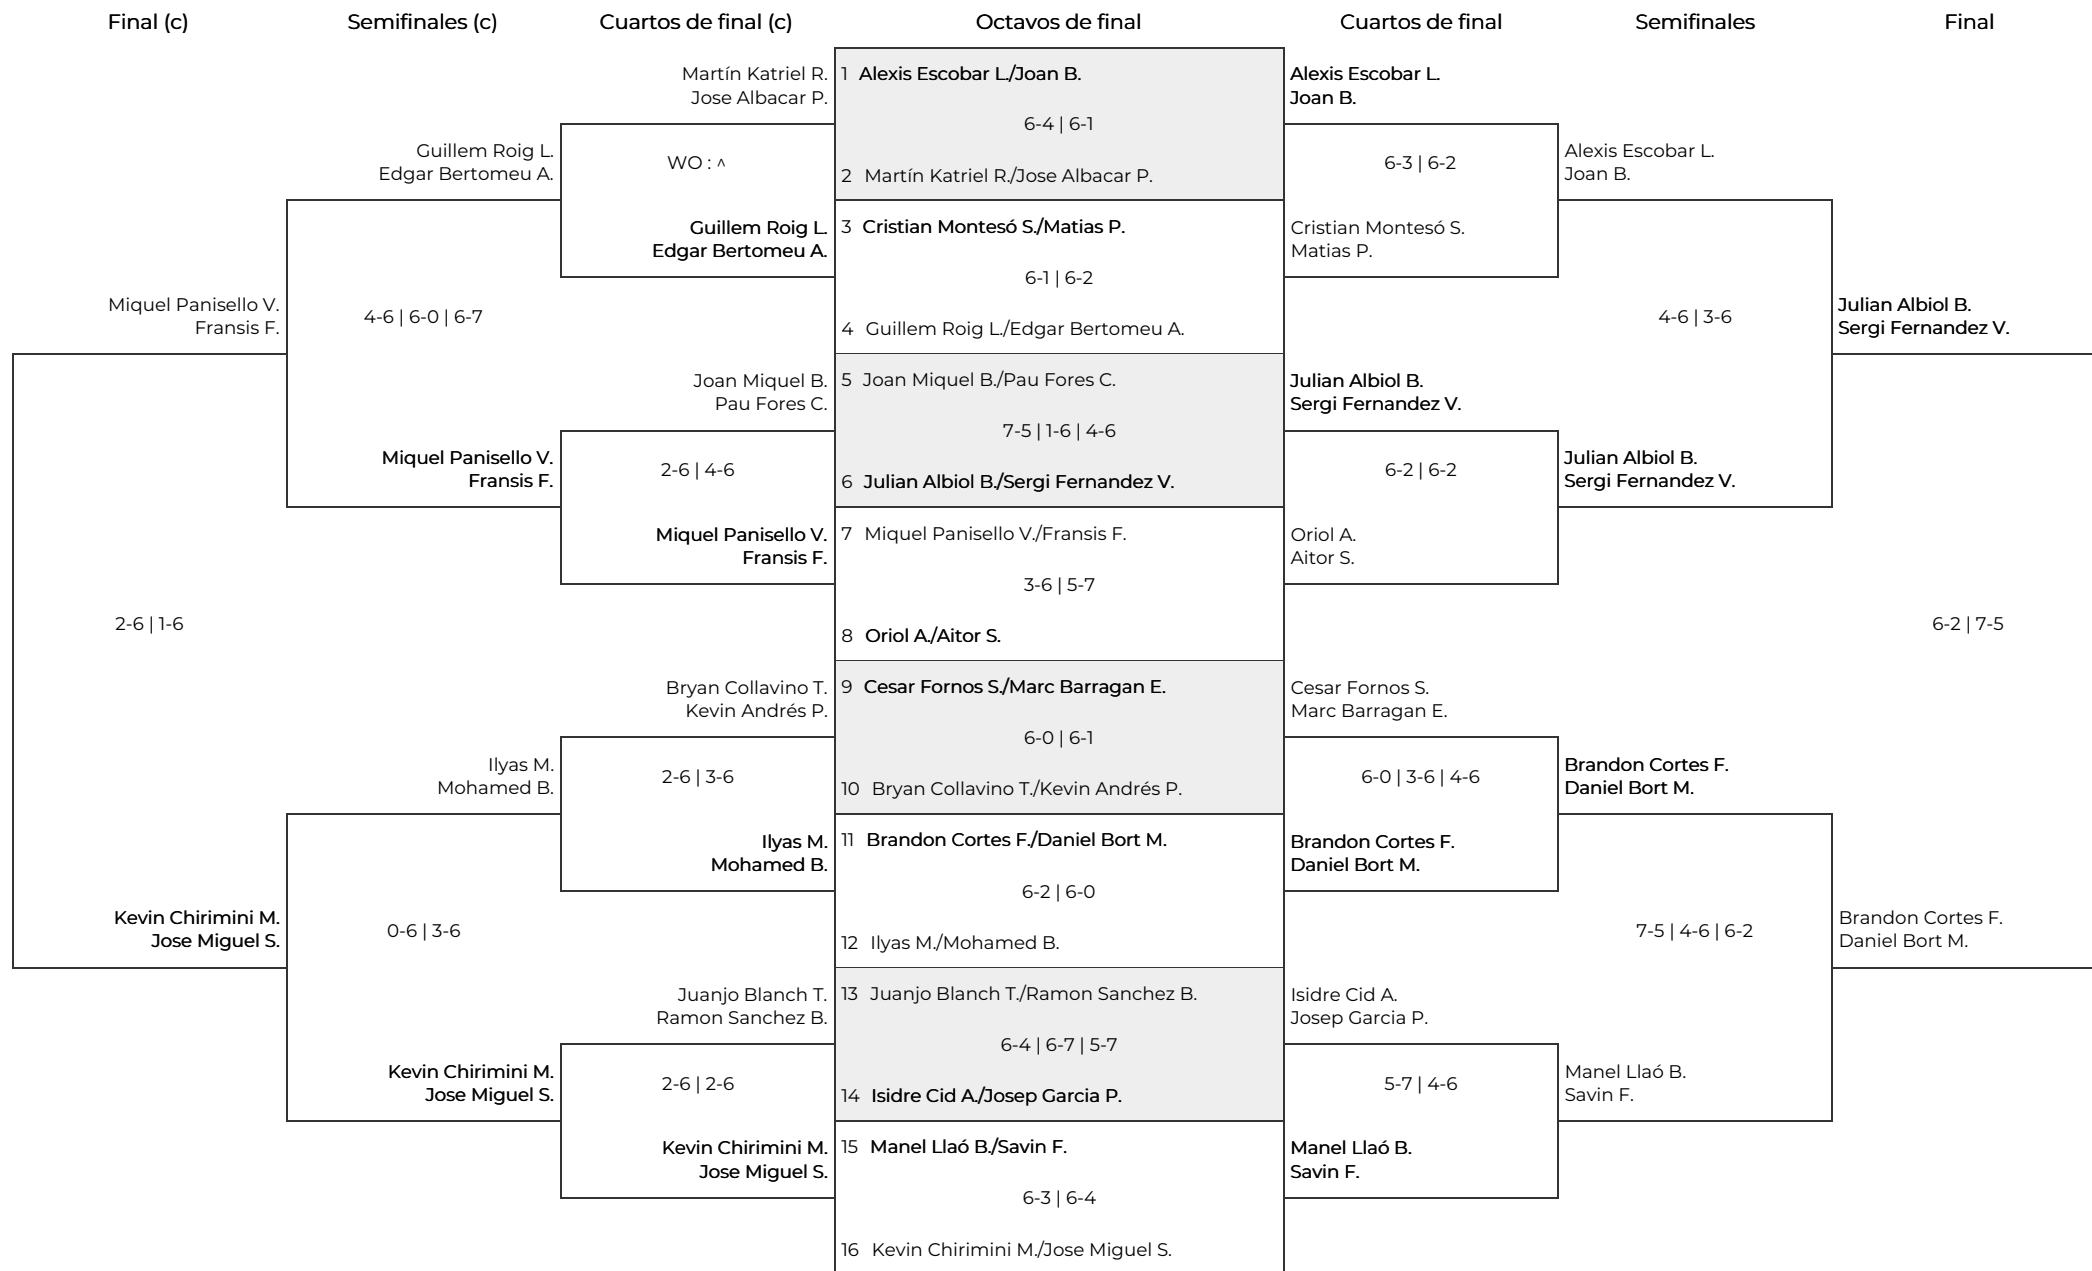 Final (c) Semifinales (c) Cuartos de final (c) Octavos de final Cuartos de final Semifinales Final
Martín Katriel R. 1 Alexis Escobar L./Joan B. Alexis Escobar L.
Jose Albacar P. Joan B.
6-4 | 6-1
Guillem Roig L. Alexis Escobar L.
Edgar Bertomeu A. WO : ^ 6-3 | 6-2 Joan B.
2 Martín Katriel R./Jose Albacar P.
Guillem Roig L. 3 Cristian Montesó S./Matias P. Cristian Montesó S.
Edgar Bertomeu A. Matias P.
6-1 | 6-2
Miquel Panisello V. Julian Albiol B.
Fransis F. 4-6 | 6-0 | 6-7 4 Guillem Roig L./Edgar Bertomeu A. 4-6 | 3-6 Sergi Fernandez V.
Joan Miquel B. 5 Joan Miquel B./Pau Fores C. Julian Albiol B.
Pau Fores C. Sergi Fernandez V.
7-5 | 1-6 | 4-6
Miquel Panisello V. 2-6 | 4-6 6-2 | 6-2 Julian Albiol B.
Fransis F. 6 Julian Albiol B./Sergi Fernandez V. Sergi Fernandez V.
Miquel Panisello V. 7 Miquel Panisello V./Fransis F. Oriol A.
Fransis F. Aitor S.
3-6 | 5-7
2-6 | 1-6 8 Oriol A./Aitor S. 6-2 | 7-5
Bryan Collavino T. 9 Cesar Fornos S./Marc Barragan E. Cesar Fornos S.
Kevin Andrés P. Marc Barragan E.
6-0 | 6-1
Ilyas M. 2-6 | 3-6 6-0 | 3-6 | 4-6 Brandon Cortes F.
Mohamed B. 10 Bryan Collavino T./Kevin Andrés P. Daniel Bort M.
Ilyas M. 11 Brandon Cortes F./Daniel Bort M. Brandon Cortes F.
Mohamed B. Daniel Bort M.
6-2 | 6-0
Kevin Chirimini M. 0-6 | 3-6 7-5 | 4-6 | 6-2 Brandon Cortes F.
Jose Miguel S. 12 Ilyas M./Mohamed B. Daniel Bort M.
Juanjo Blanch T. 13 Juanjo Blanch T./Ramon Sanchez B. Isidre Cid A.
Ramon Sanchez B. Josep Garcia P.
6-4 | 6-7 | 5-7
Kevin Chirimini M. 2-6 | 2-6 5-7 | 4-6 Manel Llaó B.
Jose Miguel S. 14 Isidre Cid A./Josep Garcia P. Savin F.
Kevin Chirimini M. 15 Manel Llaó B./Savin F. Manel Llaó B.
Jose Miguel S. Savin F.
6-3 | 6-4
16 Kevin Chirimini M./Jose Miguel S.